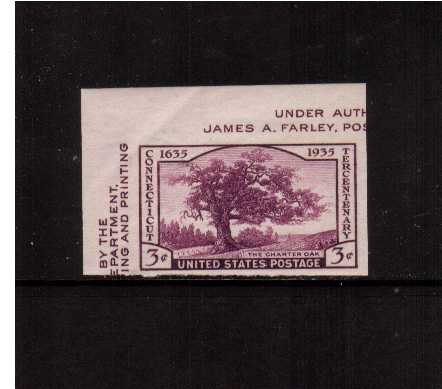 UNDER AUTH
JAMES A. FARLEY, POS
BY THE
EPARTMENT,
ING AND PRINTING
CONNECTICUT
1635
1935
TERCENTENARY
THE CHARTER OAK
3¢
UNITED STATES POSTAGE
3¢